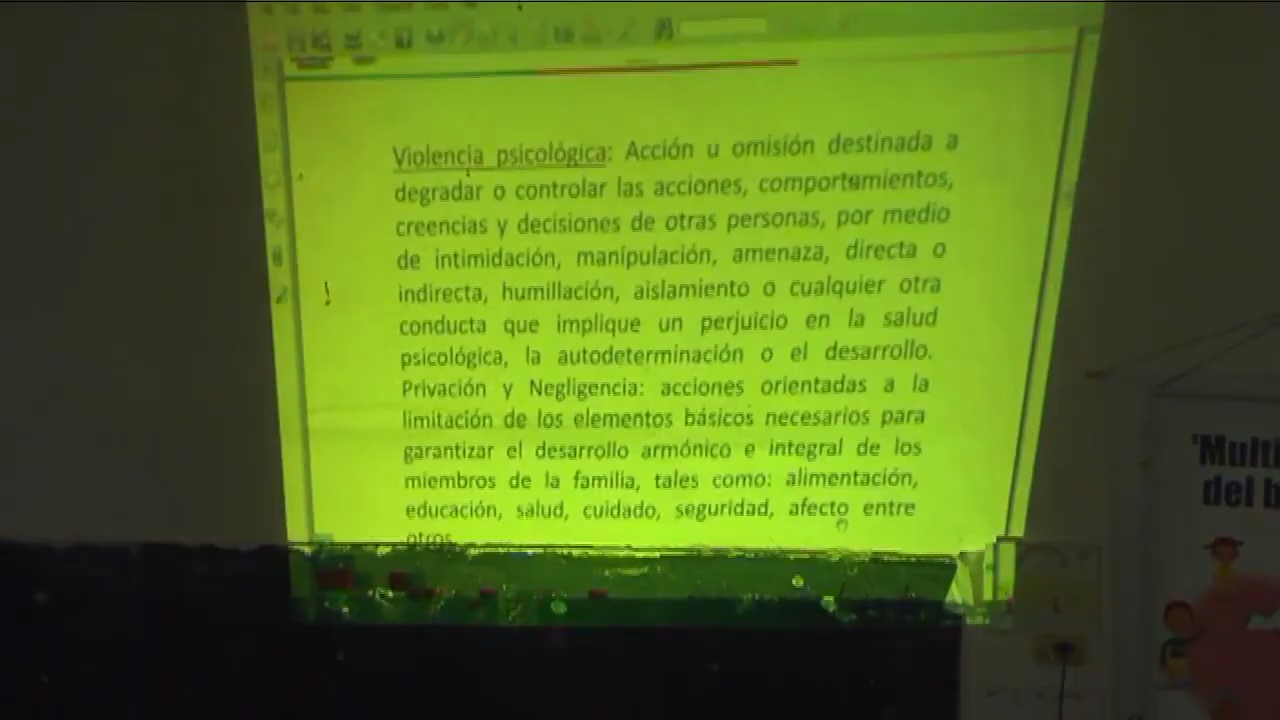 Violencia psicológica: Acción u omisión destinada a
degradar o controlar las acciones, comportamientos,
creencias y decisiones de otras personas, por medio
de intimidación, manipulación, amenaza, directa o
indirecta, humillación, aislamiento o cualquier otra
conducta que implique un perjuicio en la salud
psicológica, la autodeterminación o el desarrollo.
Privación y Negligencia: acciones orientadas a la
limitación de los elementos básicos necesarios para
garantizar el desarrollo armónico e integral de los
miembros de la familia, tales como: alimentación,
educación, salud, cuidado, seguridad, afecto entre
otros
'Mult
del b